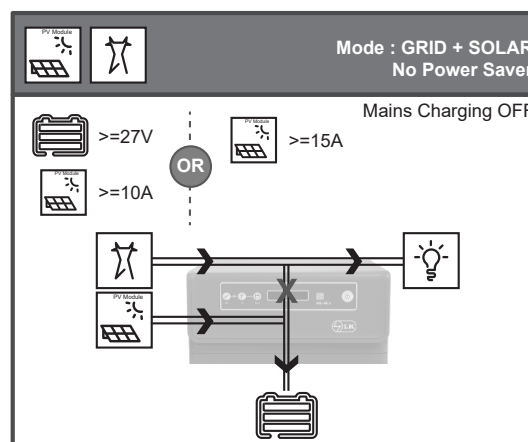 PV Module
Mode : GRID + SOLAR
No Power Saver
Mains Charging OFF
>=27V
OR
PV Module
>=15A
PV Module
>=10A
PV Module